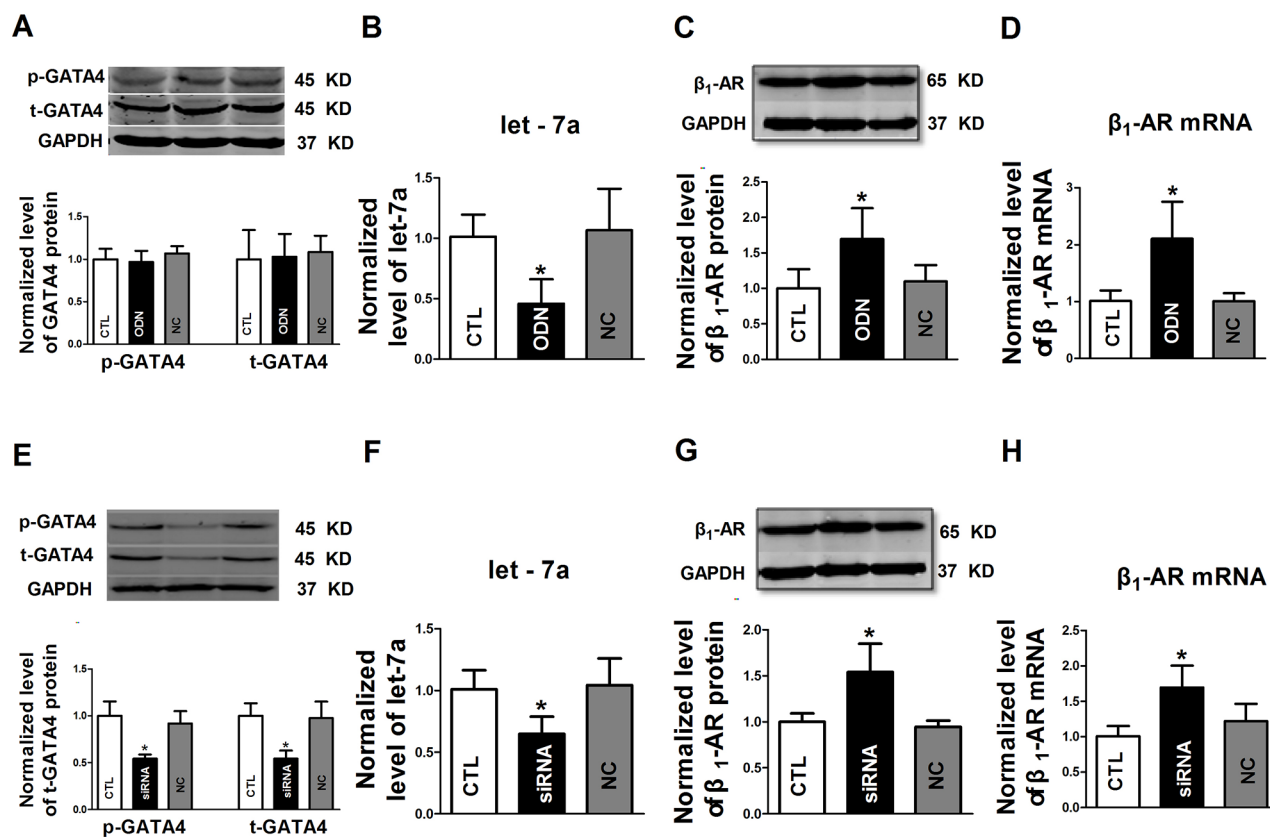 A
p-GATA4
45 KD
t-GATA4
45 KD
GAPDH
37 KD
Normalized level
of GATA4 protein
1.5
1.0
0.5
0.0
CTL
ODN
NC
CTL
ODN
NC
p-GATA4
t-GATA4
B
let - 7a
Normalized
level of let-7a
1.5
1.0
0.5
0.0
CTL
*
ODN
NC
C
β1-AR
65 KD
GAPDH
37 KD
Normalized level
of β 1-AR protein
2.5
2.0
1.5
1.0
0.5
0.0
CTL
*
ODN
NC
D
β1-AR mRNA
Normalized level
of β 1-AR mRNA
3
2
1
0
CTL
*
ODN
NC
E
p-GATA4
45 KD
t-GATA4
45 KD
GAPDH
37 KD
Normalized level
of t-GATA4 protein
1.5
1.0
0.5
0.0
CTL
*
siRNA
NC
CTL
*
siRNA
NC
p-GATA4
t-GATA4
F
let - 7a
Normalized
level of let-7a
1.5
1.0
0.5
0.0
CTL
*
siRNA
NC
G
β1-AR
65 KD
GAPDH
37 KD
Normalized level
of β 1-AR protein
2.0
1.5
1.0
0.5
0.0
CTL
*
siRNA
NC
H
β1-AR mRNA
Normalized level
of β 1-AR mRNA
2.5
2.0
1.5
1.0
0.5
0.0
CTL
*
siRNA
NC